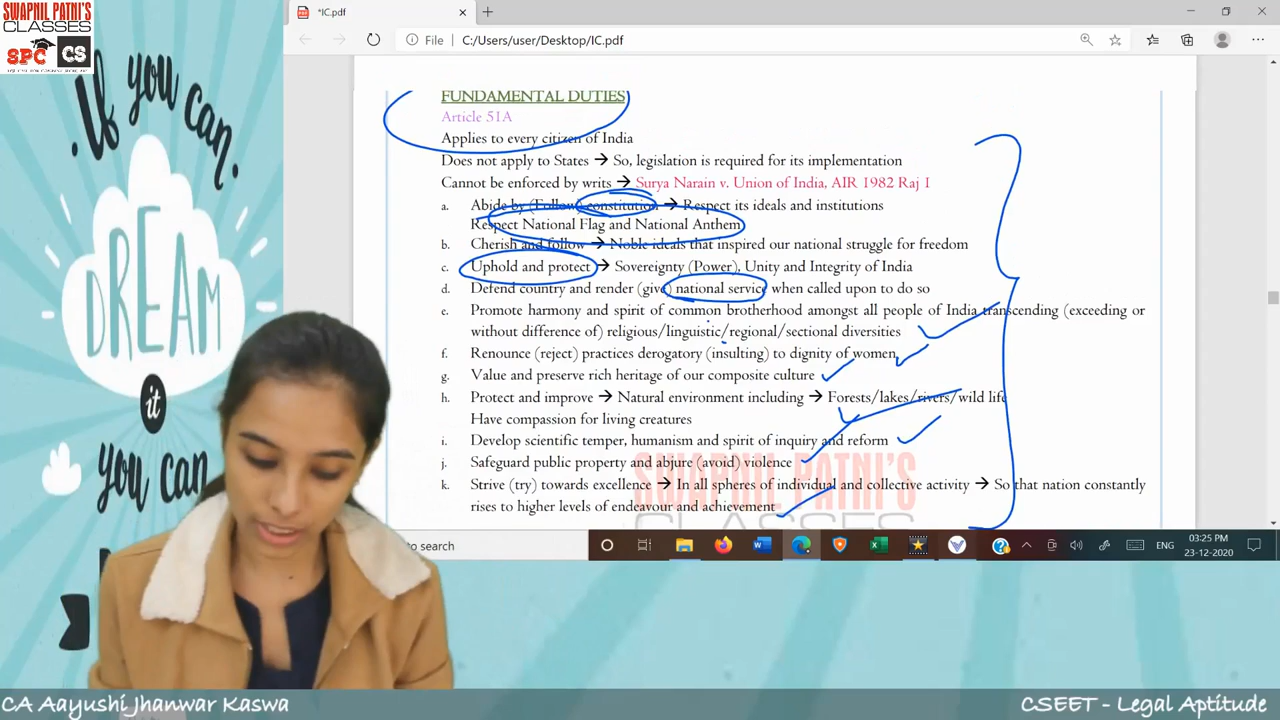 SWAPNIL PATNI'S
CLASSES
SPC CS
If you can
DREAM
it
you can
*IC.pdf
File C:/Users/user/Desktop/IC.pdf
FUNDAMENTAL DUTIES
Article 51A
Applies to every citizen of India
Does not apply to States → So, legislation is required for its implementation
Cannot be enforced by writs → Surya Narain v. Union of India, AIR 1982 Raj 1
a. Abide by (Follow) constitution → Respect its ideals and institutions
Respect National Flag and National Anthem
b. Cherish and follow → Noble ideals that inspired our national struggle for freedom
c. Uphold and protect → Sovereignty (Power), Unity and Integrity of India
d. Defend country and render (give) national service when called upon to do so
e. Promote harmony and spirit of common brotherhood amongst all people of India transcending (exceeding or
without difference of) religious/linguistic/regional/sectional diversities
f. Renounce (reject) practices derogatory (insulting) to dignity of women
g. Value and preserve rich heritage of our composite culture
h. Protect and improve → Natural environment including → Forests/lakes/rivers/wild life
Have compassion for living creatures
i. Develop scientific temper, humanism and spirit of inquiry and reform
j. Safeguard public property and abjure (avoid) violence
k. Strive (try) towards excellence → In all spheres of individual and collective activity → So that nation constantly
rises to higher levels of endeavour and achievement
SWAPNIL PATNI'S
CLASSES
to search
ENG
03:25 PM
23-12-2020
CA Aayushi Jhanwar Kaswa
CSEET - Legal Aptitude